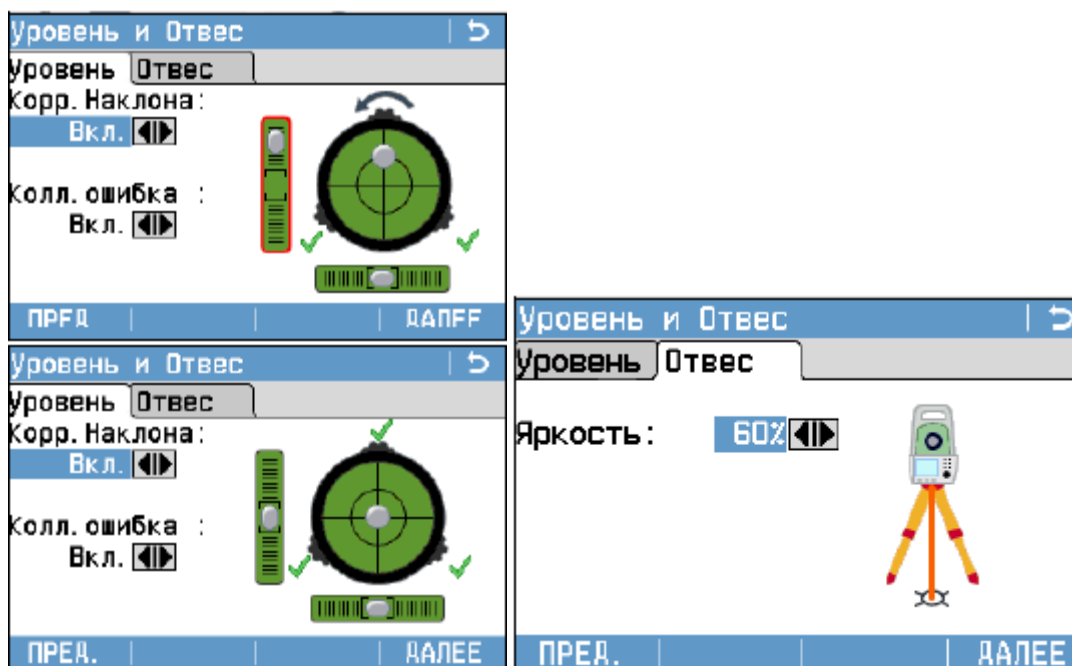 Уровень и Отвес
Уровень Отвес
Корр. Наклона:
Вкл.
Колл. ошибка :
Вкл.
ПРЕД ДАЛЕЕ
Уровень и Отвес
Уровень Отвес
Корр. Наклона:
Вкл.
Колл. ошибка :
Вкл.
ПРЕД. ДАЛЕЕ
Уровень и Отвес
Уровень Отвес
Яркость: 60%
ПРЕД. ДАЛЕЕ